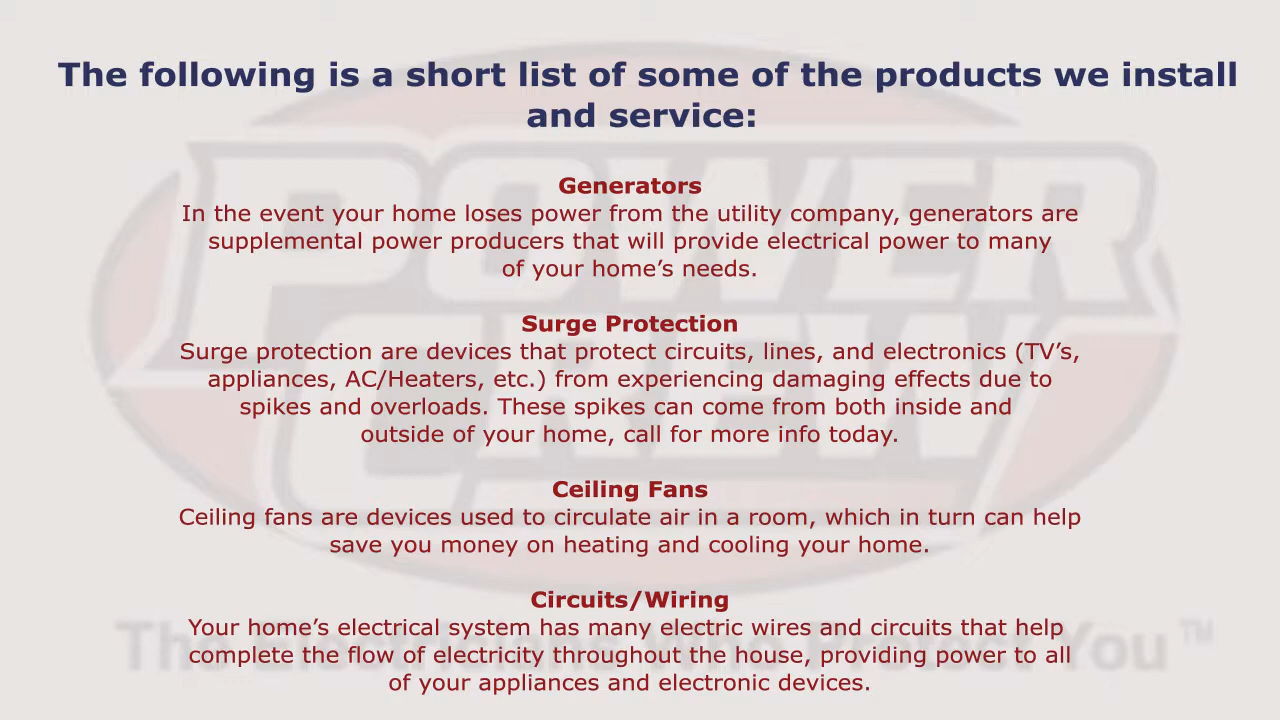 The following is a short list of some of the products we install
and service:
Generators
In the event your home loses power from the utility company, generators are
supplemental power producers that will provide electrical power to many
of your home’s needs.
Surge Protection
Surge protection are devices that protect circuits, lines, and electronics (TV’s,
appliances, AC/Heaters, etc.) from experiencing damaging effects due to
spikes and overloads. These spikes can come from both inside and
outside of your home, call for more info today.
Ceiling Fans
Ceiling fans are devices used to circulate air in a room, which in turn can help
save you money on heating and cooling your home.
Circuits/Wiring
Your home’s electrical system has many electric wires and circuits that help
complete the flow of electricity throughout the house, providing power to all
of your appliances and electronic devices.
POWER
CREW
You™